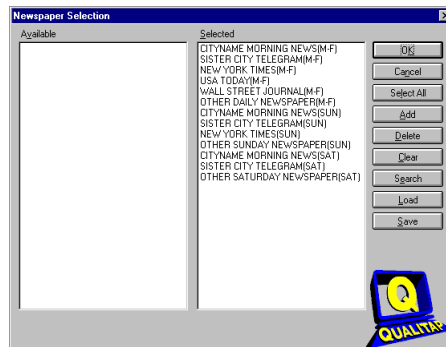 Newspaper Selection
Available
Selected
CITYNAME MORNING NEWS(M-F)
SISTER CITY TELEGRAM(M-F)
NEW YORK TIMES(M-F)
USA TODAY(M-F)
WALL STREET JOURNAL(M-F)
OTHER DAILY NEWSPAPER(M-F)
CITYNAME MORNING NEWS(SUN)
SISTER CITY TELEGRAM(SUN)
NEW YORK TIMES(SUN)
OTHER SUNDAY NEWSPAPER(SUN)
CITYNAME MORNING NEWS(SAT)
SISTER CITY TELEGRAM(SAT)
OTHER SATURDAY NEWSPAPER(SAT)
OK
Cancel
Select All
Add
Delete
Clear
Search
Load
Save
Q
QUALITAP